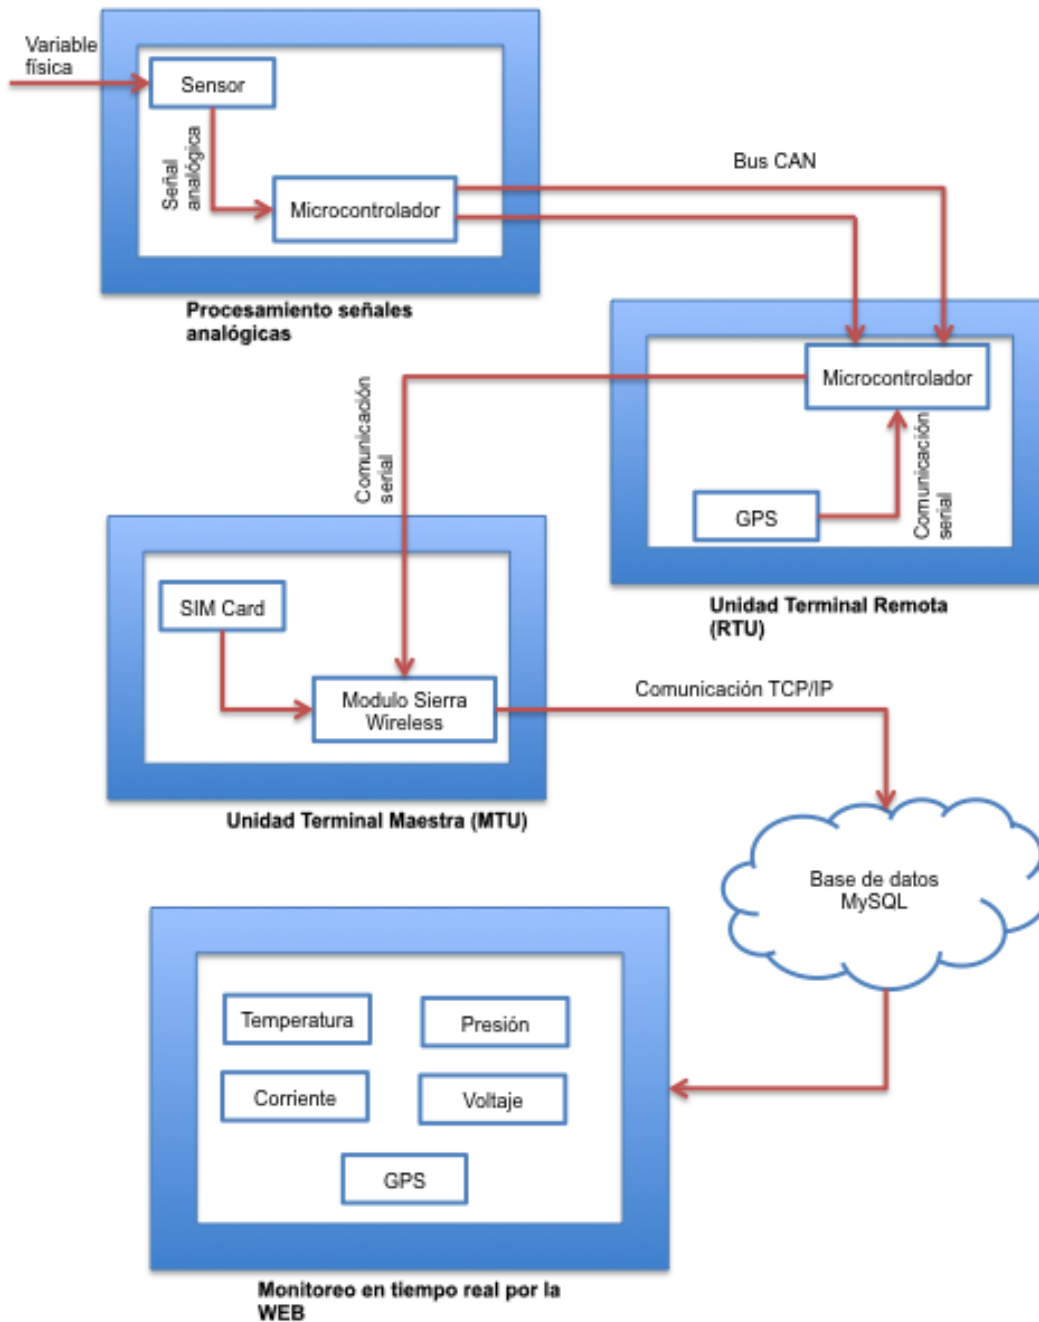 Variable
física
Sensor
Señal
analógica
Microcontrolador
Bus CAN
Procesamiento señales
analógicas
Microcontrolador
Comunicación
serial
GPS
Comunicación
serial
Unidad Terminal Remota
(RTU)
SIM Card
Modulo Sierra
Wireless
Comunicación TCP/IP
Unidad Terminal Maestra (MTU)
Base de datos
MySQL
Temperatura
Presión
Corriente
Voltaje
GPS
Monitoreo en tiempo real por la
WEB